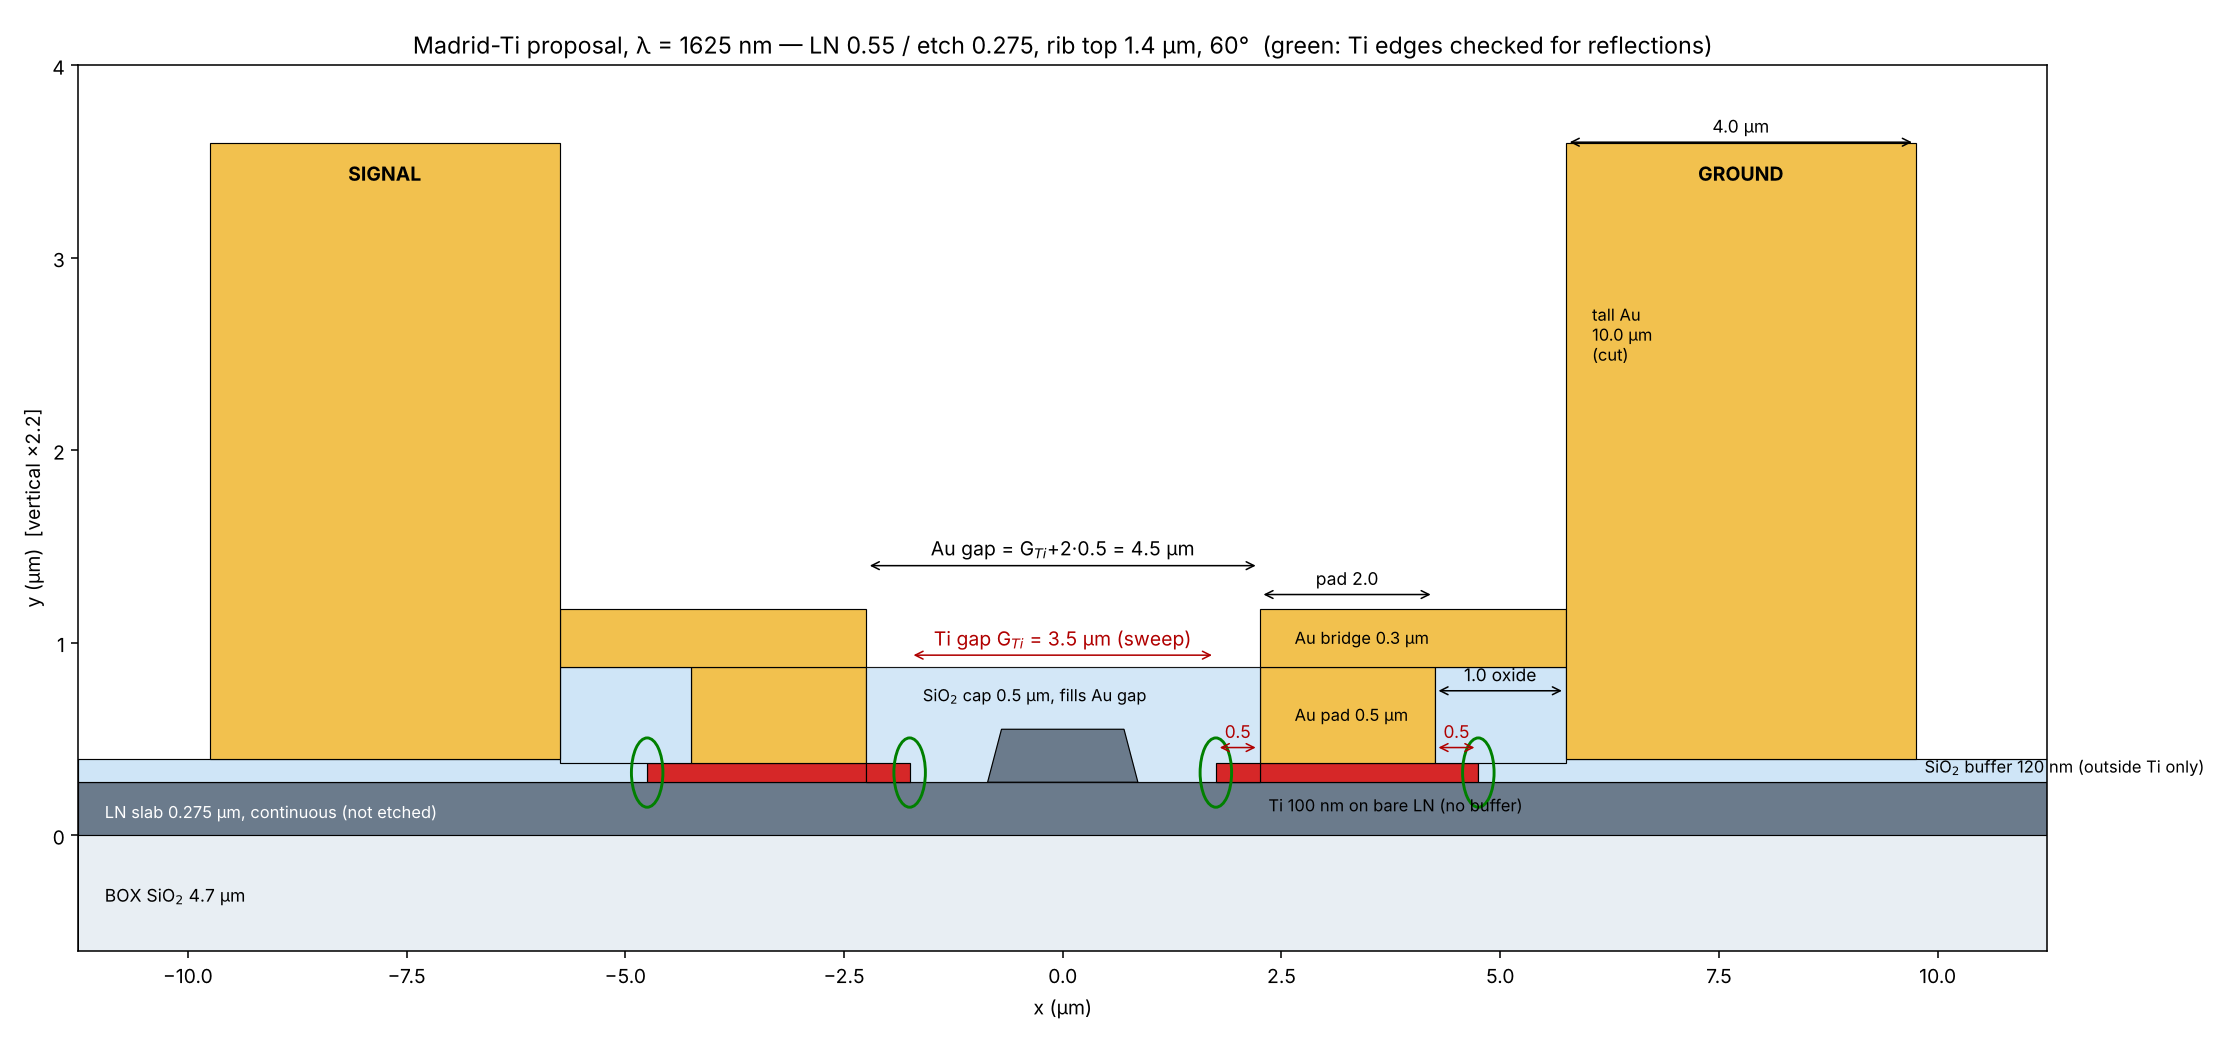 Madrid-Ti proposal, λ = 1625 nm — LN 0.55 / etch 0.275, rib top 1.4 μm, 60° (green: Ti edges checked for reflections)
4
4.0 μm
SIGNAL
GROUND
3
tall Au
10.0 μm
(cut)
y (μm) [vertical ×2.2]
2
Au gap = G_Ti+2·0.5 = 4.5 μm
pad 2.0
1
Ti gap G_Ti = 3.5 μm (sweep)
Au bridge 0.3 μm
1.0 oxide
SiO₂ cap 0.5 μm, fills Au gap
Au pad 0.5 μm
0.5
0.5
SiO₂ buffer 120 nm (outside Ti only)
LN slab 0.275 μm, continuous (not etched)
Ti 100 nm on bare LN (no buffer)
0
BOX SiO₂ 4.7 μm
−10.0 −7.5 −5.0 −2.5 0.0 2.5 5.0 7.5 10.0
x (μm)